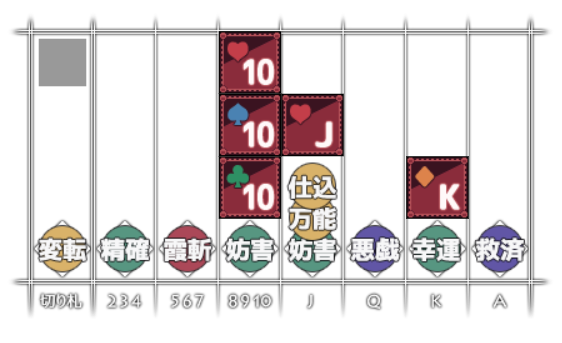 10
10 J
10 仕込 K
万能
変転 精確 霞斬 妨害 妨害 悪戯 幸運 救済
切り札 234 567 8910 J Q K A